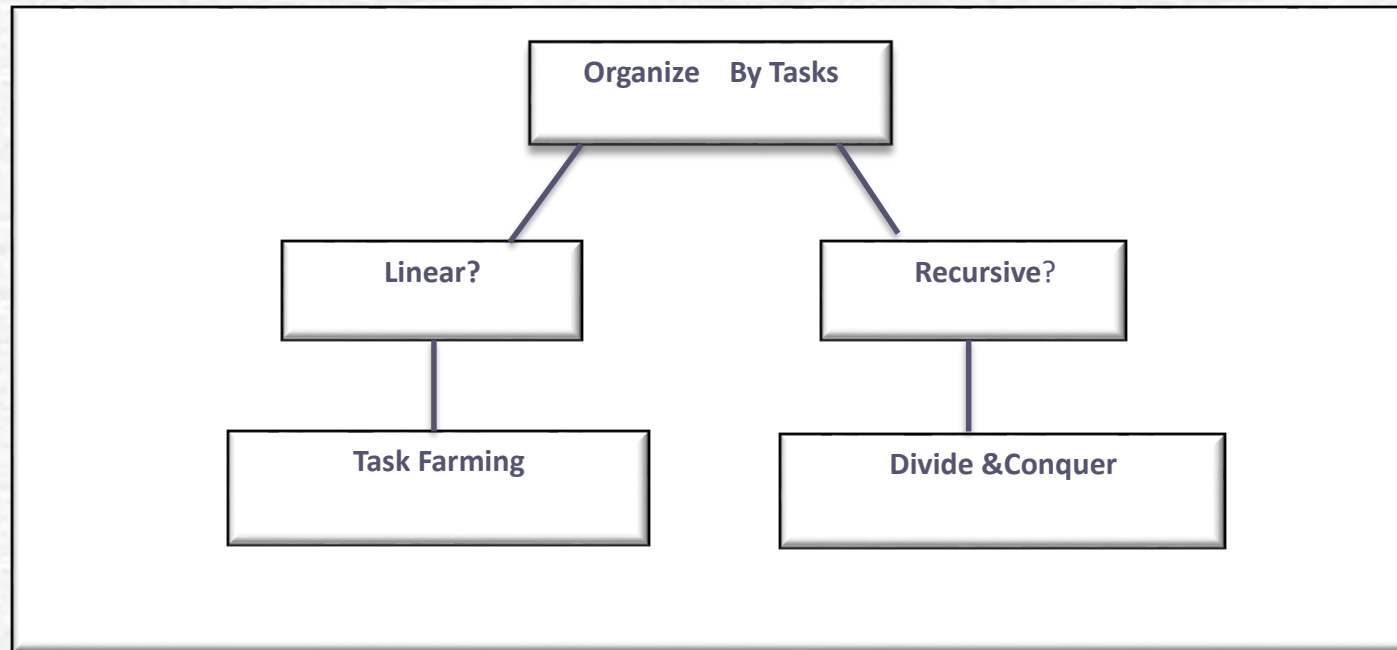 Organize By Tasks
Linear?
Recursive?
Task Farming
Divide &Conquer